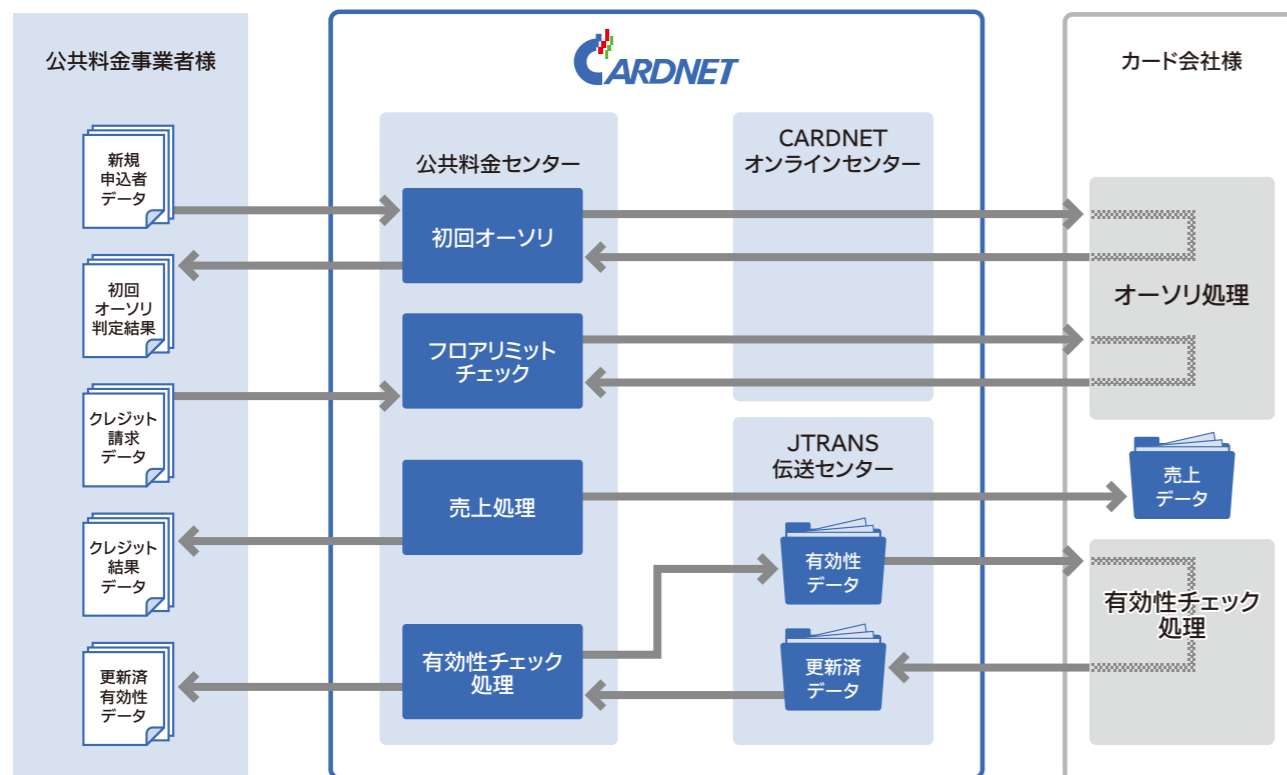 公共料金事業者様
新規
申込者
データ
初回
オーソリ
判定結果
クレジット
請求
データ
クレジット
結果
データ
更新済
有効性
データ
CARDNET
公共料金センター
初回オーソリ
フロアリミット
チェック
売上処理
有効性チェック
処理
CARDNET
オンラインセンター
JTRANS
伝送センター
有効性
データ
更新済
データ
カード会社様
オーソリ処理
売上
データ
有効性チェック
処理